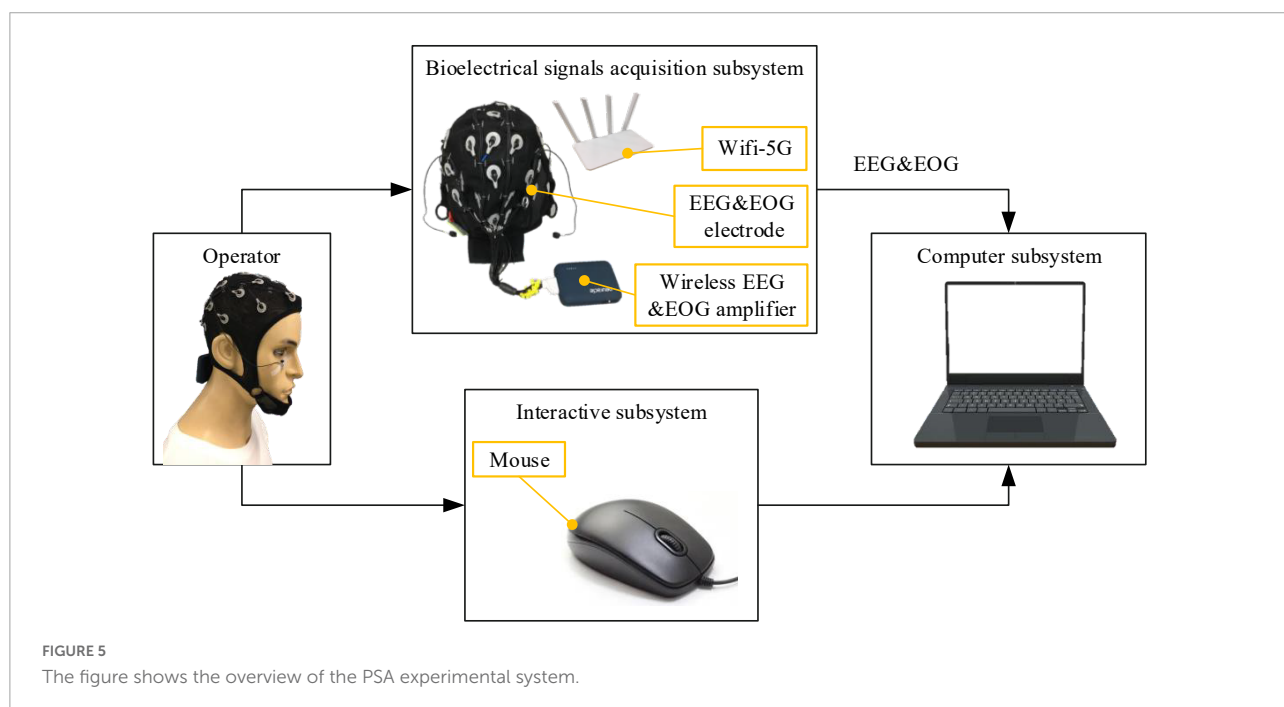 Bioelectrical signals acquisition subsystem
Wifi-5G
EEG&EOG
electrode
Wireless EEG
&EOG amplifier
EEG&EOG
Operator
Computer subsystem
Interactive subsystem
Mouse
FIGURE 5
The figure shows the overview of the PSA experimental system.